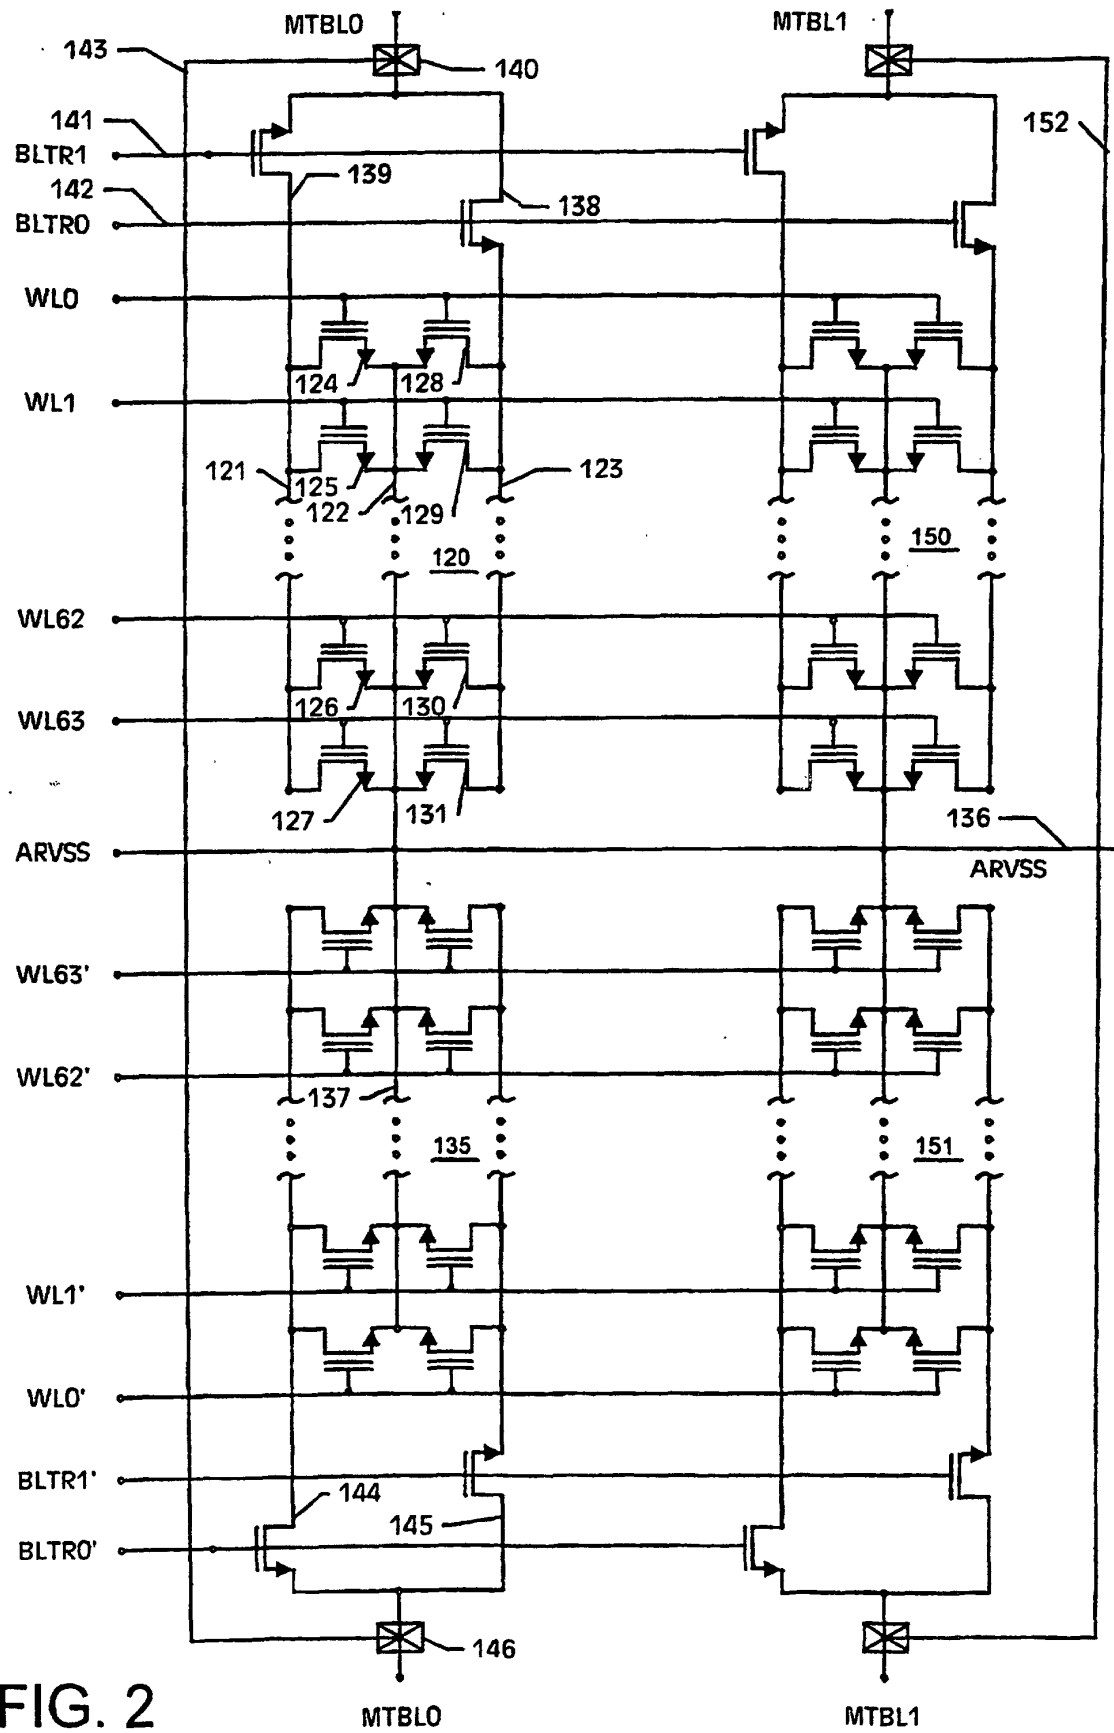 MTBL0
MTBL1
143
140
152
141
BLTR1
139
142
BLTR0
138
WL0
124
128
WL1
121
125
122
129
123
120
150
WL62
126
130
WL63
127
131
136
ARVSS
ARVSS
WL63'
WL62'
137
135
151
WL1'
WL0'
BLTR1'
144
145
BLTR0'
146
FIG. 2
MTBL0
MTBL1